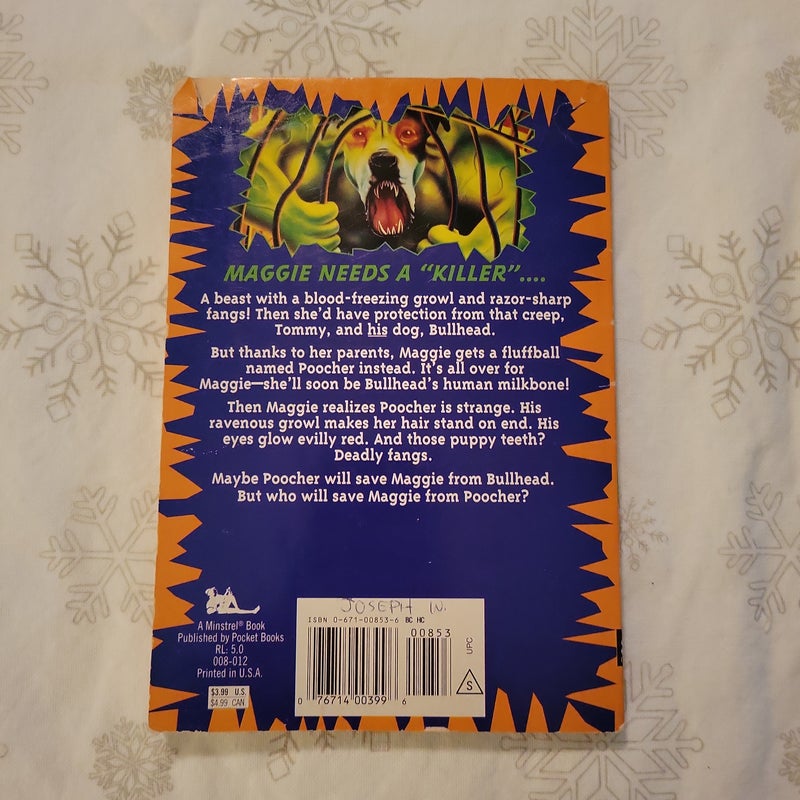 MAGGIE NEEDS A “KILLER”....
A beast with a blood-freezing growl and razor-sharp
fangs! Then she'd have protection from that creep,
Tommy, and his dog, Bullhead.
But thanks to her parents, Maggie gets a fluffball
named Poocher instead. It's all over for
Maggie—she'll soon be Bullhead's human milkbone!
Then Maggie realizes Poocher is strange. His
ravenous growl makes her hair stand on end. His
eyes glow evilly red. And those puppy teeth?
Deadly fangs.
Maybe Poocher will save Maggie from Bullhead.
But who will save Maggie from Poocher?
A Minstrel® Book
Published by Pocket Books
RL: 5.0
008-012
Printed in U.S.A.
$3.99 U.S.
$4.99 CAN
JOSEPH W.
ISBN 0-671-00853-6 BC HC
00853
UPC
S
0 76714 00399 6